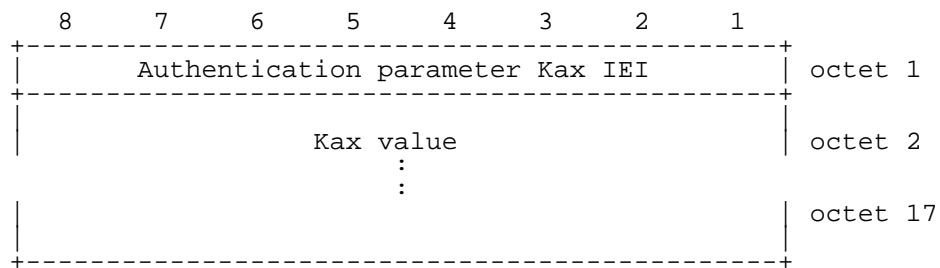 8 7 6 5 4 3 2 1
Authentication parameter Kax IEI octet 1
Kax value octet 2
:
:
octet 17